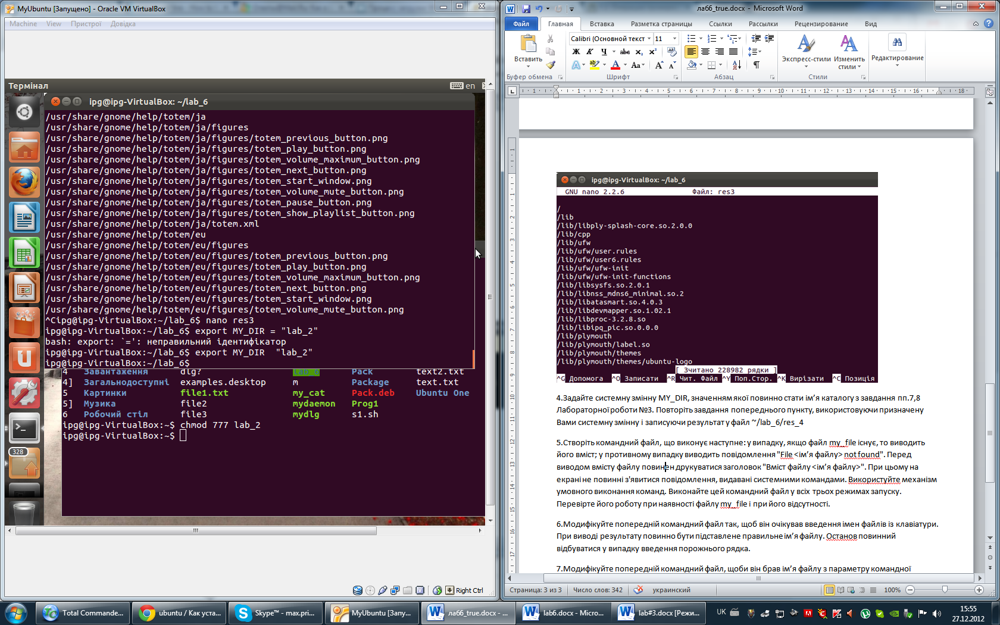 MyUbuntu [Запущено] - Oracle VM VirtualBox
Machine View Пристрої Довідка
Термінал
en
ipg@ipg-VirtualBox: ~/lab_6
/usr/share/gnome/help/totem/ja
/usr/share/gnome/help/totem/ja/figures
/usr/share/gnome/help/totem/ja/figures/totem_previous_button.png
/usr/share/gnome/help/totem/ja/figures/totem_play_button.png
/usr/share/gnome/help/totem/ja/figures/totem_volume_maximum_button.png
/usr/share/gnome/help/totem/ja/figures/totem_next_button.png
/usr/share/gnome/help/totem/ja/figures/totem_start_window.png
/usr/share/gnome/help/totem/ja/figures/totem_volume_mute_button.png
/usr/share/gnome/help/totem/ja/figures/totem_pause_button.png
/usr/share/gnome/help/totem/ja/figures/totem_show_playlist_button.png
/usr/share/gnome/help/totem/ja/totem.xml
/usr/share/gnome/help/totem/eu
/usr/share/gnome/help/totem/eu/figures
/usr/share/gnome/help/totem/eu/figures/totem_previous_button.png
/usr/share/gnome/help/totem/eu/figures/totem_play_button.png
/usr/share/gnome/help/totem/eu/figures/totem_volume_maximum_button.png
/usr/share/gnome/help/totem/eu/figures/totem_next_button.png
/usr/share/gnome/help/totem/eu/figures/totem_start_window.png
/usr/share/gnome/help/totem/eu/figures/totem_volume_mute_button.png
^Cipg@ipg-VirtualBox:~/lab_6$ nano res3
ipg@ipg-VirtualBox:~/lab_6$ export MY_DIR = "lab_2"
bash: export: `=': неправильний ідентифікатор
ipg@ipg-VirtualBox:~/lab_6$ export MY_DIR  "lab_2"
ipg@ipg-VirtualBox:~/lab_6$
4 Завантаження dlg? lab_6 Pack text2.txt
4] Загальнодоступні examples.desktop m Package text.txt
5 Картинки file1.txt my_cat Pack.deb Ubuntu One
5] Музика file2 mydaemon Prog1
6 Робочий стіл file3 mydlg s1.sh
ipg@ipg-VirtualBox:~$ chmod 777 lab_2
ipg@ipg-VirtualBox:~$
328
Right Ctrl
лаб6_true.docx - Microsoft Word
Файл Главная Вставка Разметка страницы Ссылки Рассылки Рецензирование Вид
Вставить
Calibri (Основной текст 11
Ж К Ч abc x₂ x²
А А Аа А А
Экспресс-стили
Изменить стили
Редактирование
Буфер обмена Шрифт Абзац Стили
ipg@ipg-VirtualBox: ~/lab_6
GNU nano 2.2.6 Файл: res3
/
/lib
/lib/libply-splash-core.so.2.0.0
/lib/cpp
/lib/ufw
/lib/ufw/user.rules
/lib/ufw/user6.rules
/lib/ufw/ufw-init
/lib/ufw/ufw-init-functions
/lib/libsysfs.so.2.0.1
/lib/libnss_mdns6_minimal.so.2
/lib/libatasmart.so.4.0.3
/lib/libdevmapper.so.1.02.1
/lib/libproc-3.2.8.so
/lib/libipq_pic.so.0.0.0
/lib/plymouth
/lib/plymouth/label.so
/lib/plymouth/themes
/lib/plymouth/themes/ubuntu-logo
[ Зчитано 228982 рядки ]
^G Допомога ^O Записати ^R Чит. Файл ^Y Поп.Стор. ^K Вирізати ^C Позиція
4.Задайте системну змінну MY_DIR, значенням якої повинно стати ім’я каталогу з завдання пп.7,8
Лабораторної роботи №3. Повторіть завдання попереднього пункту, використовуючи призначену
Вами системну змінну і записуючи результат у файл ~/lab_6/res_4
5.Створіть командний файл, що виконує наступне: у випадку, якщо файл my_file існує, то виводить
його вміст; у противному випадку виводить повідомлення "File <ім’я файлу> not found". Перед
виводом вмісту файлу повинен друкуватися заголовок "Вміст файлу <ім’я файлу>". При цьому на
екрані не повинні з'явитися повідомлення, видавані системними командами. Використуйте механізм
умовного виконання команд. Виконайте цей командний файл у всіх трьох режимах запуску.
Перевірте його роботу при наявності файлу my_file і при його відсутності.
6.Модифікуйте попередній командний файл так, щоб він очікував введення імен файлів із клавіатури.
При виводі результату повинно бути підставлене правильне ім’я файлу. Останов повинний
відбуватися у випадку введення порожнього рядка.
7.Модифікуйте попередній командний файл, щоби він брав ім’я файлу з параметру командної
Страница: 3 из 3 Число слов: 342 украинский 100%
Total Commande... ubuntu / Как уста... Skype™ - max.pri... MyUbuntu [Запу... лаб6_true.docx - ... lab6.docx - Micro... lab#3.docx [Режи... UK 15:55
27.12.2012